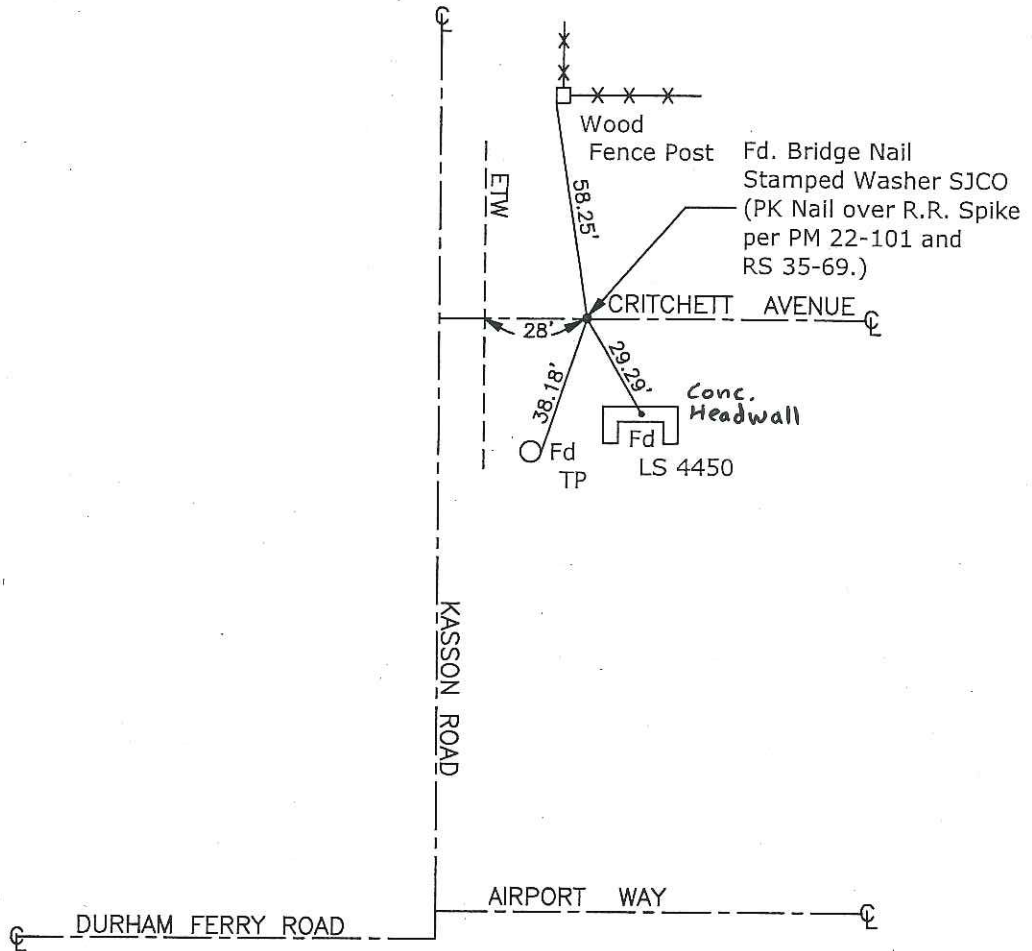 ℄
Wood
Fence Post
Fd. Bridge Nail
Stamped Washer SJCO
(PK Nail over R.R. Spike
per PM 22-101 and
RS 35-69.)
ETW
58.25'
CRITCHETT AVENUE ℄
28'
38.18'
29.29'
Conc.
Headwall
Fd
TP
Fd
LS 4450
KASSON ROAD
AIRPORT WAY ℄
℄ DURHAM FERRY ROAD